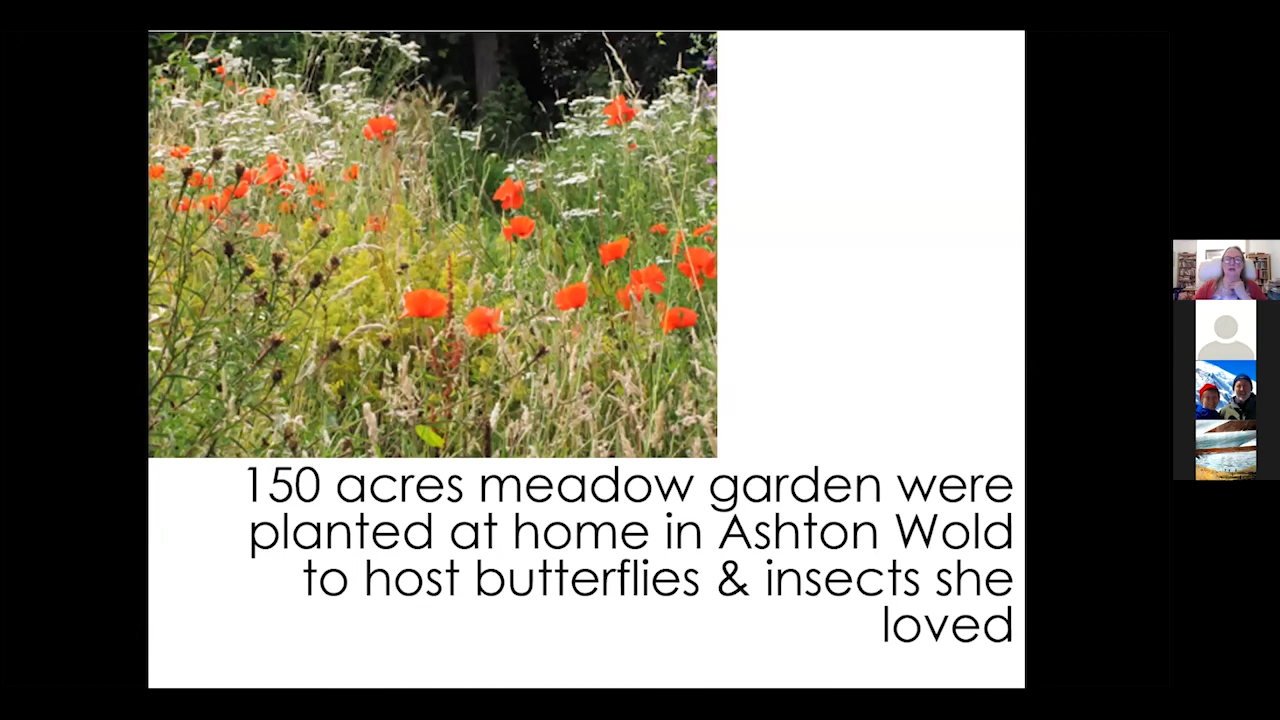 150 acres meadow garden were
planted at home in Ashton Wold
to host butterflies & insects she
loved